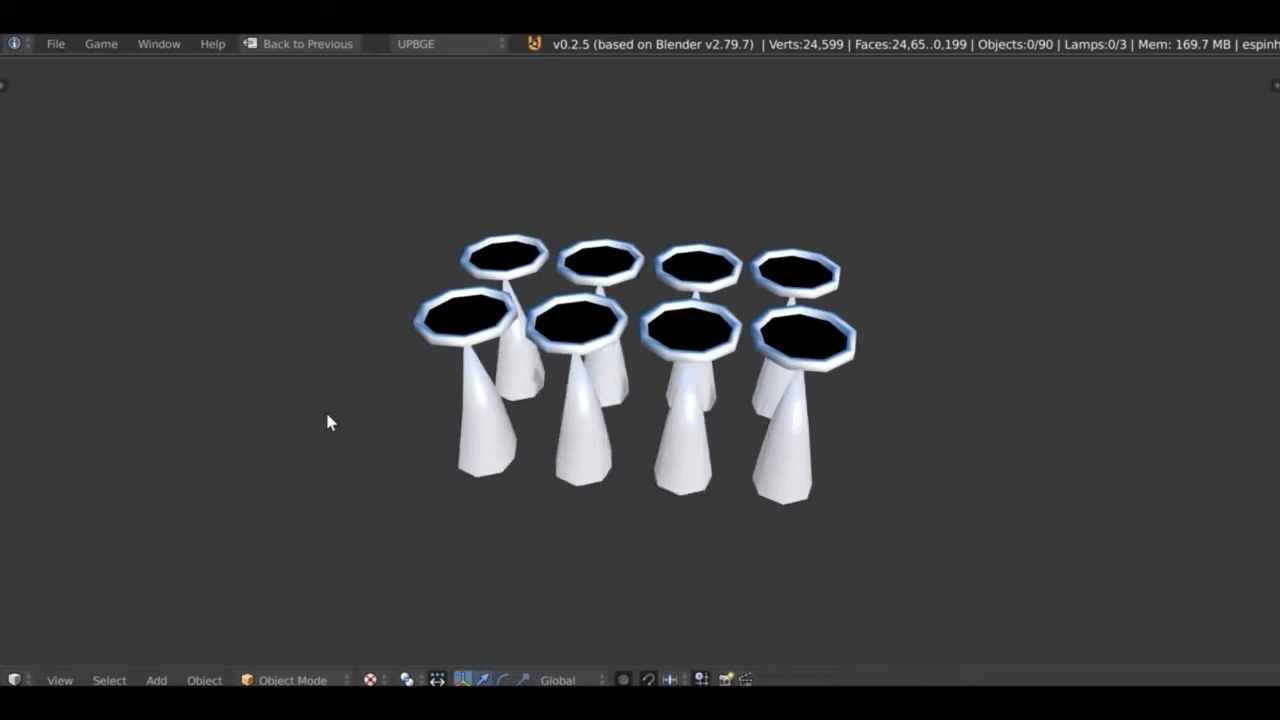 File Game Window Help Back to Previous UPBGE v0.2.5 (based on Blender v2.79.7) | Verts:24,599 | Faces:24,65..0,199 | Objects:0/90 | Lamps:0/3 | Mem: 169.7 MB | espinh
View Select Add Object Object Mode Global